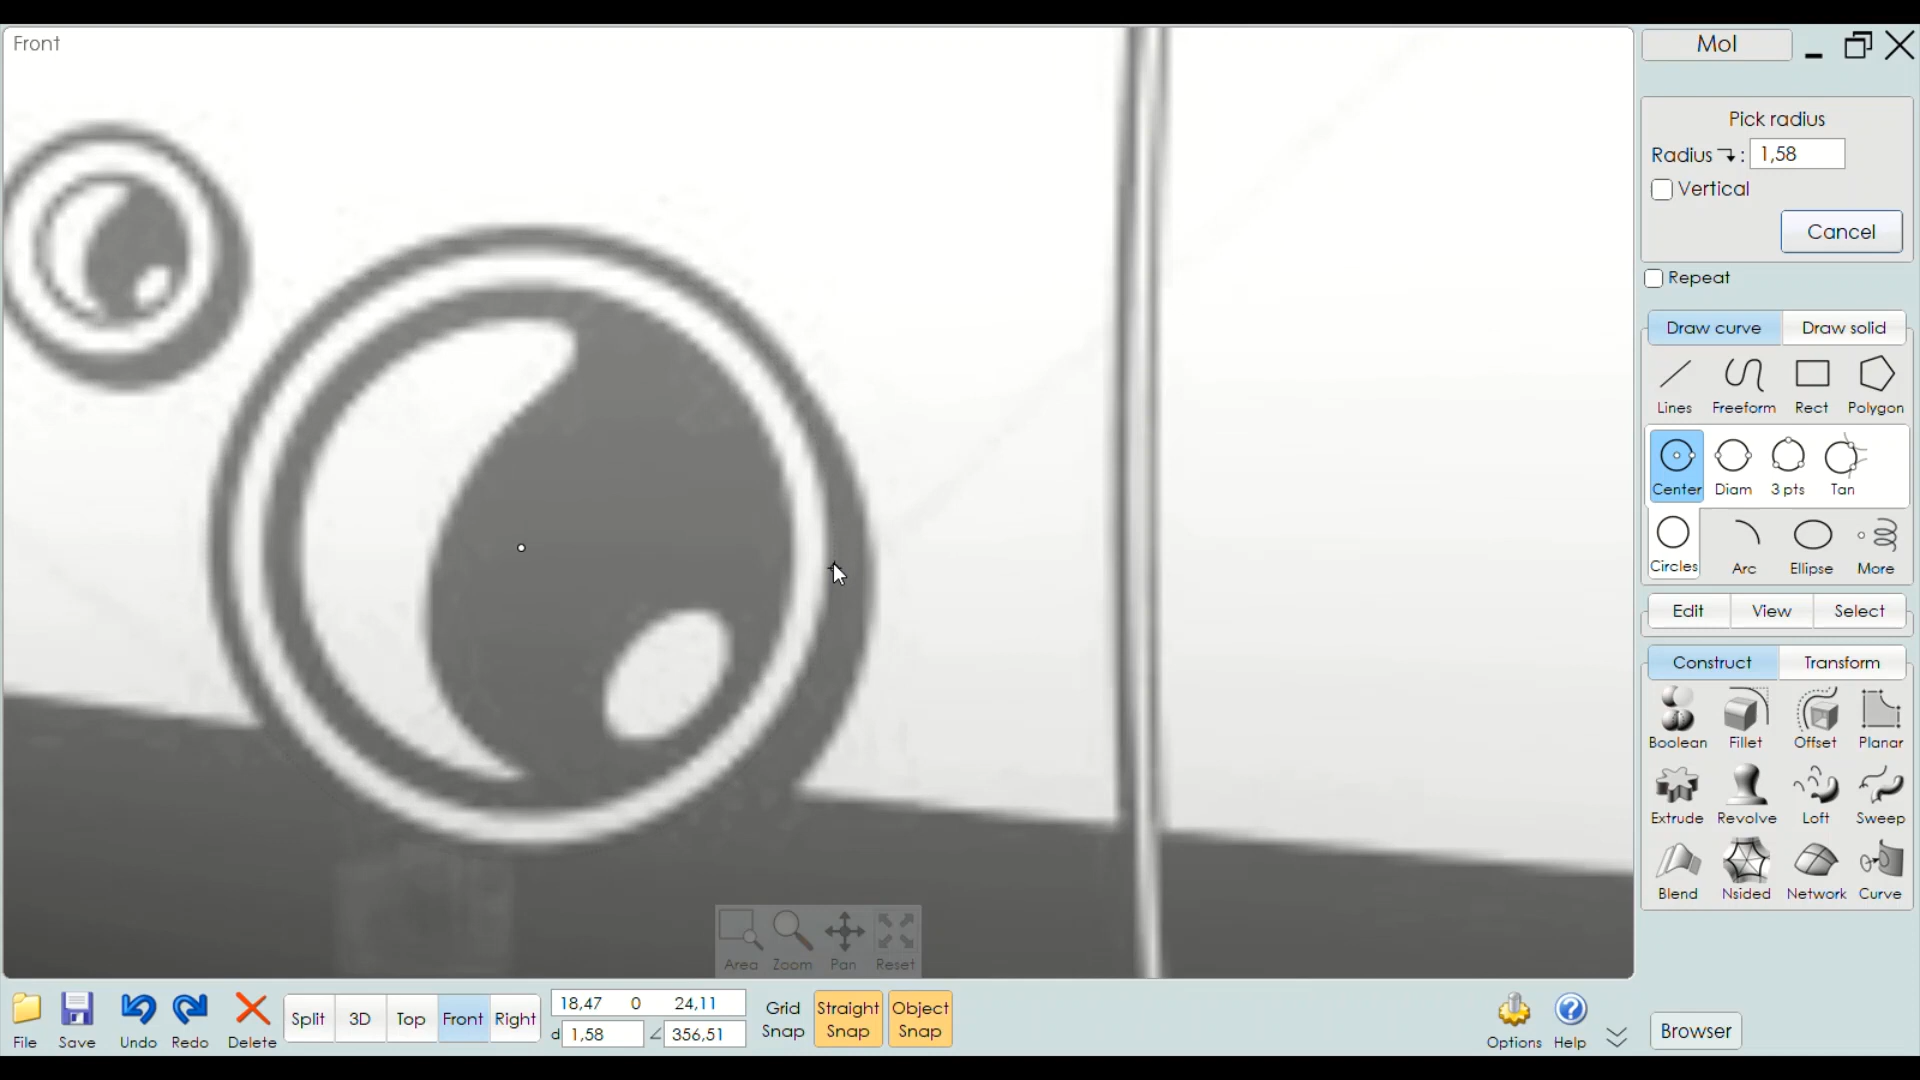 Front
MoI
Pick radius
Radius : 1,58
Vertical
Cancel
Repeat
Draw curve Draw solid
Lines Freeform Rect Polygon
Center Diam 3 pts Tan
Circles Arc Ellipse More
Edit View Select
Construct Transform
Boolean Fillet Offset Planar
Extrude Revolve Loft Sweep
Blend Nsided Network Curve
Area Zoom Pan Reset
File Save Undo Redo Delete
Split 3D Top Front Right
18,47 0 24,11
d 1,58 ∠ 356,51
Grid Snap
Straight Snap
Object Snap
Options Help
Browser